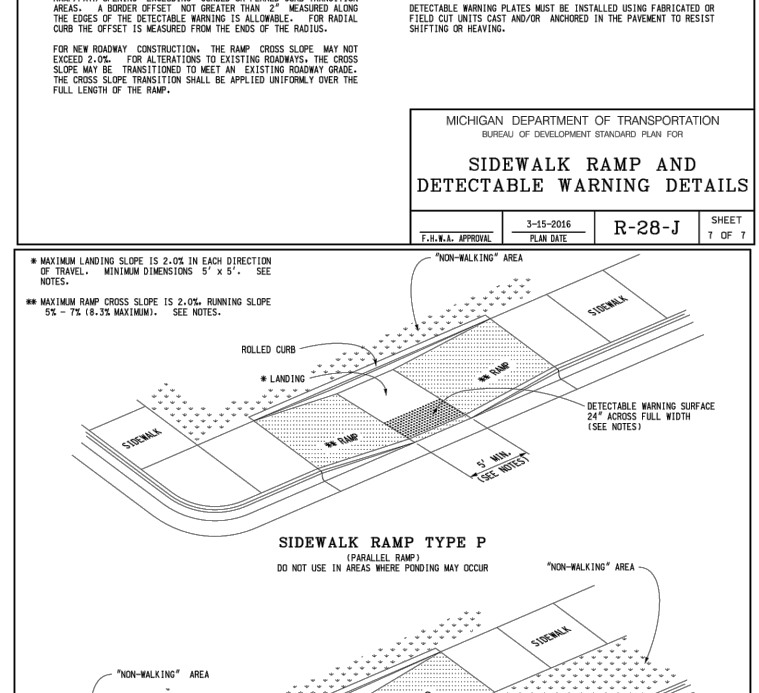 AREAS. A BORDER OFFSET NOT GREATER THAN 2" MEASURED ALONG
THE EDGES OF THE DETECTABLE WARNING IS ALLOWABLE. FOR RADIAL
CURB THE OFFSET IS MEASURED FROM THE ENDS OF THE RADIUS.
FOR NEW ROADWAY CONSTRUCTION, THE RAMP CROSS SLOPE MAY NOT
EXCEED 2.0%. FOR ALTERATIONS TO EXISTING ROADWAYS, THE CROSS
SLOPE MAY BE TRANSITIONED TO MEET AN EXISTING ROADWAY GRADE.
THE CROSS SLOPE TRANSITION SHALL BE APPLIED UNIFORMLY OVER THE
FULL LENGTH OF THE RAMP.
DETECTABLE WARNING PLATES MUST BE INSTALLED USING FABRICATED OR
FIELD CUT UNITS CAST AND/OR ANCHORED IN THE PAVEMENT TO RESIST
SHIFTING OR HEAVING.
MICHIGAN DEPARTMENT OF TRANSPORTATION
BUREAU OF DEVELOPMENT STANDARD PLAN FOR
SIDEWALK RAMP AND
DETECTABLE WARNING DETAILS
F.H.W.A. APPROVAL
3-15-2016
PLAN DATE
R-28-J
SHEET
7 OF 7
* MAXIMUM LANDING SLOPE IS 2.0% IN EACH DIRECTION
OF TRAVEL. MINIMUM DIMENSIONS 5' x 5'. SEE
NOTES.
** MAXIMUM RAMP CROSS SLOPE IS 2.0%, RUNNING SLOPE
5% - 7% (8.3% MAXIMUM). SEE NOTES.
"NON-WALKING" AREA
SIDEWALK
ROLLED CURB
* LANDING
** RAMP
DETECTABLE WARNING SURFACE
24" ACROSS FULL WIDTH
(SEE NOTES)
SIDEWALK
** RAMP
5' MIN.
(SEE NOTES)
SIDEWALK RAMP TYPE P
(PARALLEL RAMP)
DO NOT USE IN AREAS WHERE PONDING MAY OCCUR
"NON-WALKING" AREA
SIDEWALK
"NON-WALKING" AREA